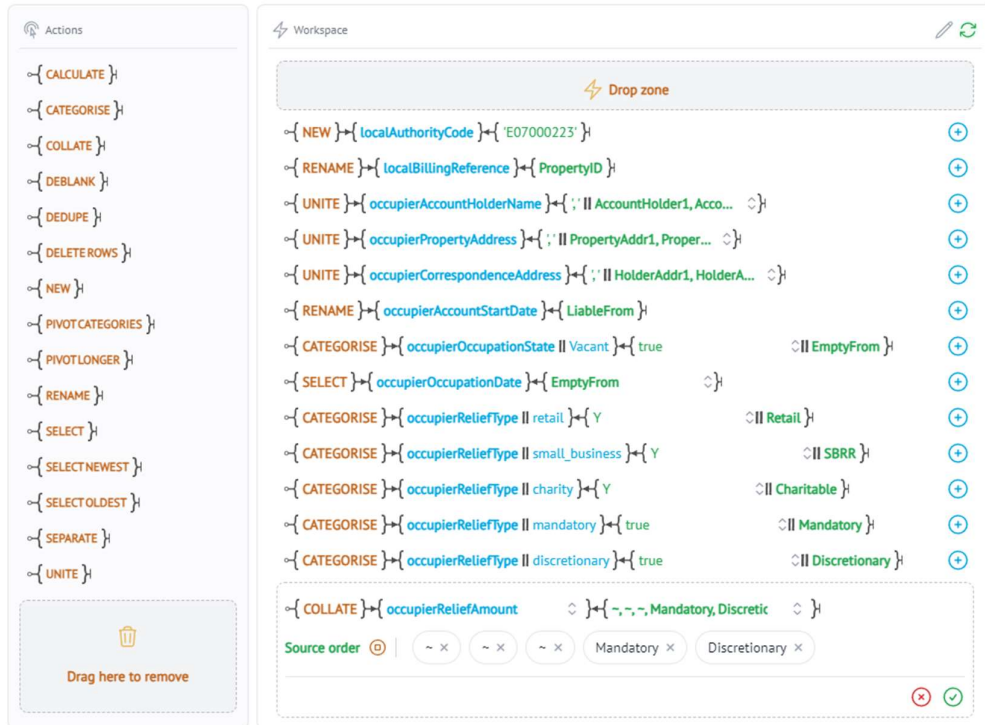 Actions
CALCULATE
CATEGORISE
COLLATE
DEBLANK
DEDUPE
DELETE ROWS
NEW
PIVOT CATEGORIES
PIVOT LONGER
RENAME
SELECT
SELECT NEWEST
SELECT OLDEST
SEPARATE
UNITE
Drag here to remove
Workspace
Drop zone
NEW localAuthorityCode 'E07000223'
RENAME localBillingReference PropertyID
UNITE occupierAccountHolderName ',' || AccountHolder1, Acco...
UNITE occupierPropertyAddress ',' || PropertyAddr1, Proper...
UNITE occupierCorrespondenceAddress ',' || HolderAddr1, HolderA...
RENAME occupierAccountStartDate LiableFrom
CATEGORISE occupierOccupationState || Vacant true || EmptyFrom
SELECT occupierOccupationDate EmptyFrom
CATEGORISE occupierReliefType || retail Y || Retail
CATEGORISE occupierReliefType || small_business Y || SBRR
CATEGORISE occupierReliefType || charity Y || Charitable
CATEGORISE occupierReliefType || mandatory true || Mandatory
CATEGORISE occupierReliefType || discretionary true || Discretionary
COLLATE occupierReliefAmount ~, ~, ~, Mandatory, Discretic
Source order ~ × ~ × ~ × Mandatory × Discretionary ×